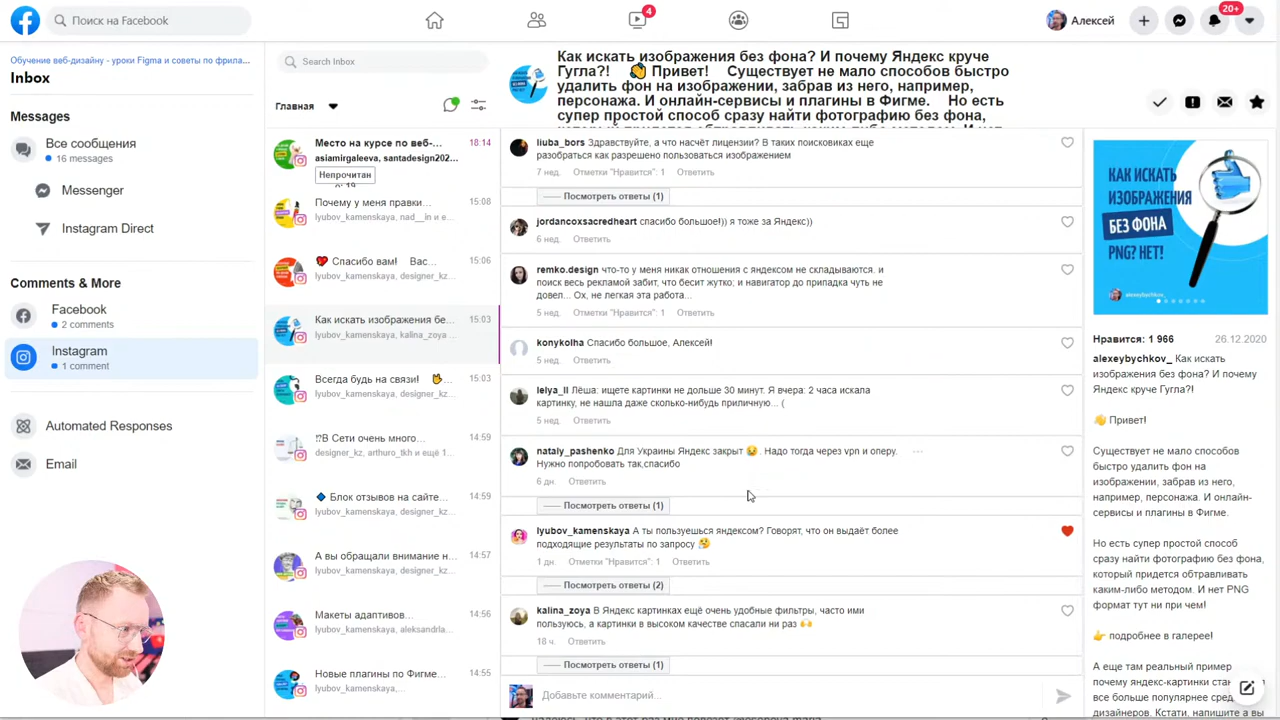 Поиск на Facebook
4
Алексей
20+
Обучение веб-дизайну - уроки Figma и советы по фрила...
Inbox
Messages
Все сообщения
16 messages
Messenger
Instagram Direct
Comments & More
Facebook
2 comments
Instagram
1 comment
Automated Responses
Email
Search Inbox
Главная
Место на курсе по веб-...
18:14
asiamirgaleeva, santadesign202...
Непрочитан
Почему у меня правки...
15:08
lyubov_kamenskaya, nad__in и е...
Спасибо вам! Вас...
15:06
lyubov_kamenskaya, designer_kz...
Как искать изображения бе...
15:03
lyubov_kamenskaya, kalina_zoya ...
Всегда будь на связи!
15:03
lyubov_kamenskaya, designer_kz...
⁉В Сети очень много...
14:59
designer_kz, arthuro_tkh и ещё 1...
🔹 Блок отзывов на сайте...
14:59
lyubov_kamenskaya, designer_kz...
А вы обращали внимание н...
14:57
lyubov_kamenskaya, designer_kz...
Макеты адаптивов...
14:56
lyubov_kamenskaya, aleksandrla...
Новые плагины по Фигме...
14:55
lyubov_kamenskaya,...
Как искать изображения без фона? И почему Яндекс круче
Гугла?! 👋 Привет! Существует не мало способов быстро
удалить фон на изображении, забрав из него, например,
персонажа. И онлайн-сервисы и плагины в Фигме. Но есть
супер простой способ сразу найти фотографию без фона,
liuba_bors Здравствуйте, а что насчёт лицензии? В таких поисковиках еще
разобраться как разрешено пользоваться изображением
7 нед. Отметки "Нравится": 1 Ответить
Посмотреть ответы (1)
jordancoxsacredheart спасибо большое!)) я тоже за Яндекс))
6 нед. Ответить
remko.design что-то у меня никак отношения с яндексом не складываются. и
поиск весь рекламой забит, что бесит жутко; и навигатор до припадка чуть не
довел... Ох, не легкая эта работа...
5 нед. Отметки "Нравится": 1 Ответить
konykolha Спасибо большое, Алексей!
5 нед. Ответить
lelya_ll Лёша: ищете картинки не дольше 30 минут. Я вчера: 2 часа искала
картинку, не нашла даже сколько-нибудь приличную... (
5 нед. Ответить
nataly_pashenko Для Украины Яндекс закрыт 😢. Надо тогда через vpn и оперу.
Нужно попробовать так,спасибо
6 дн. Ответить
Посмотреть ответы (1)
lyubov_kamenskaya А ты пользуешься яндексом? Говорят, что он выдаёт более
подходящие результаты по запросу 🤔
1 дн. Отметки "Нравится": 1 Ответить
Посмотреть ответы (2)
kalina_zoya В Яндекс картинках ещё очень удобные фильтры, часто ими
пользуюсь, а картинки в высоком качестве спасали ни раз 🙌
18 ч. Ответить
Посмотреть ответы (1)
Добавьте комментарий...
КАК ИСКАТЬ
ИЗОБРАЖЕНИЯ
БЕЗ ФОНА
PNG? НЕТ!
alexeybychkov_
Нравится: 1 966
26.12.2020
alexeybychkov_ Как искать
изображения без фона? И почему
Яндекс круче Гугла?!
👋 Привет!
Существует не мало способов
быстро удалить фон на
изображении, забрав из него,
например, персонажа. И онлайн-
сервисы и плагины в Фигме.
Но есть супер простой способ
сразу найти фотографию без фона,
который придется обтравливать
каким-либо методом. И нет PNG
формат тут ни при чем!
👉 подробнее в галерее!
А еще там реальный пример
почему яндекс-картинки стан
все больше популярнее сред
дизайнеров. Кстати, напишите а вы